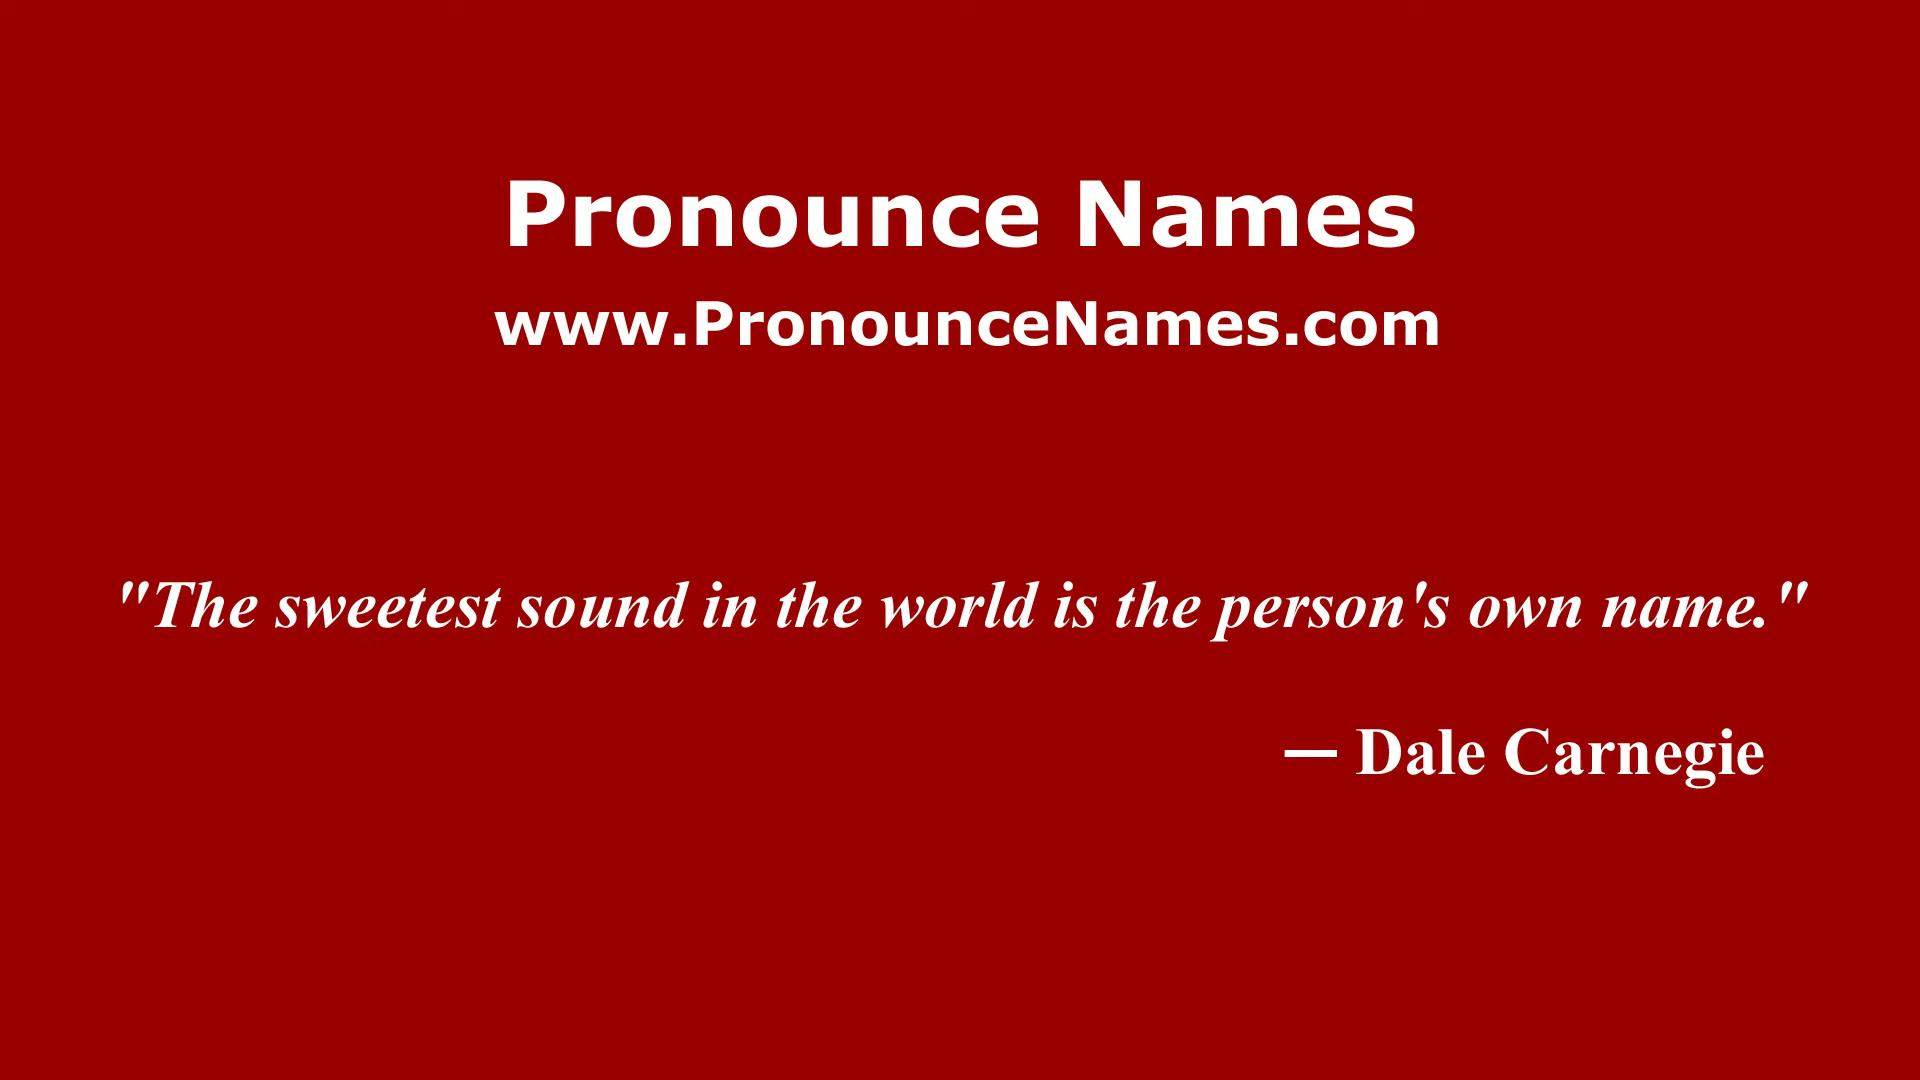 Pronounce Names
www.PronounceNames.com
"The sweetest sound in the world is the person's own name."
— Dale Carnegie